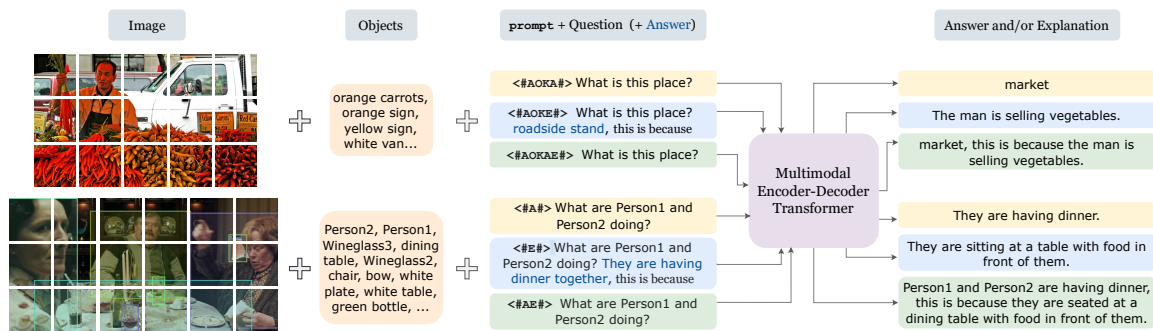 Image
Objects
prompt + Question (+ Answer)
Answer and/or Explanation
orange carrots,
orange sign,
yellow sign,
white van...
<#AOKA#> What is this place?
<#AOKE#> What is this place?
roadside stand, this is because
<#AOKAE#> What is this place?
Multimodal
Encoder-Decoder
Transformer
market
The man is selling vegetables.
market, this is because the man is
selling vegetables.
Person2, Person1,
Wineglass3, dining
table, Wineglass2,
chair, bow, white
plate, white table,
green bottle, ...
<#A#> What are Person1 and
Person2 doing?
<#E#> What are Person1 and
Person2 doing? They are having
dinner together, this is because
<#AE#> What are Person1 and
Person2 doing?
They are having dinner.
They are sitting at a table with food in
front of them.
Person1 and Person2 are having dinner,
this is because they are seated at a
dining table with food in front of them.